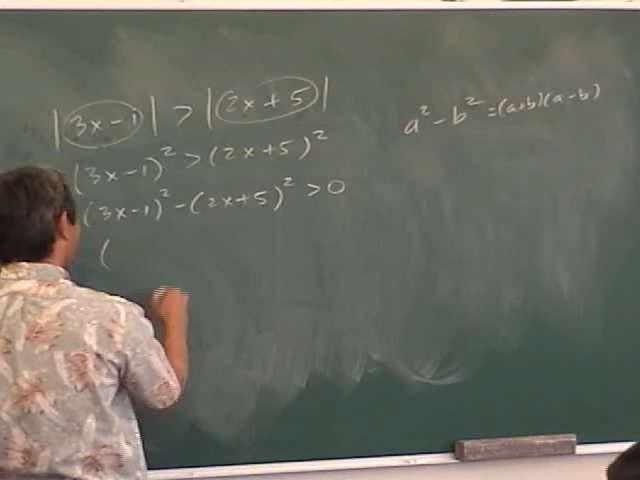 |3x-1| > |2x+5|
a² - b² = (a+b)(a-b)
(3x-1)² > (2x+5)²
(3x-1)² - (2x+5)² > 0
(